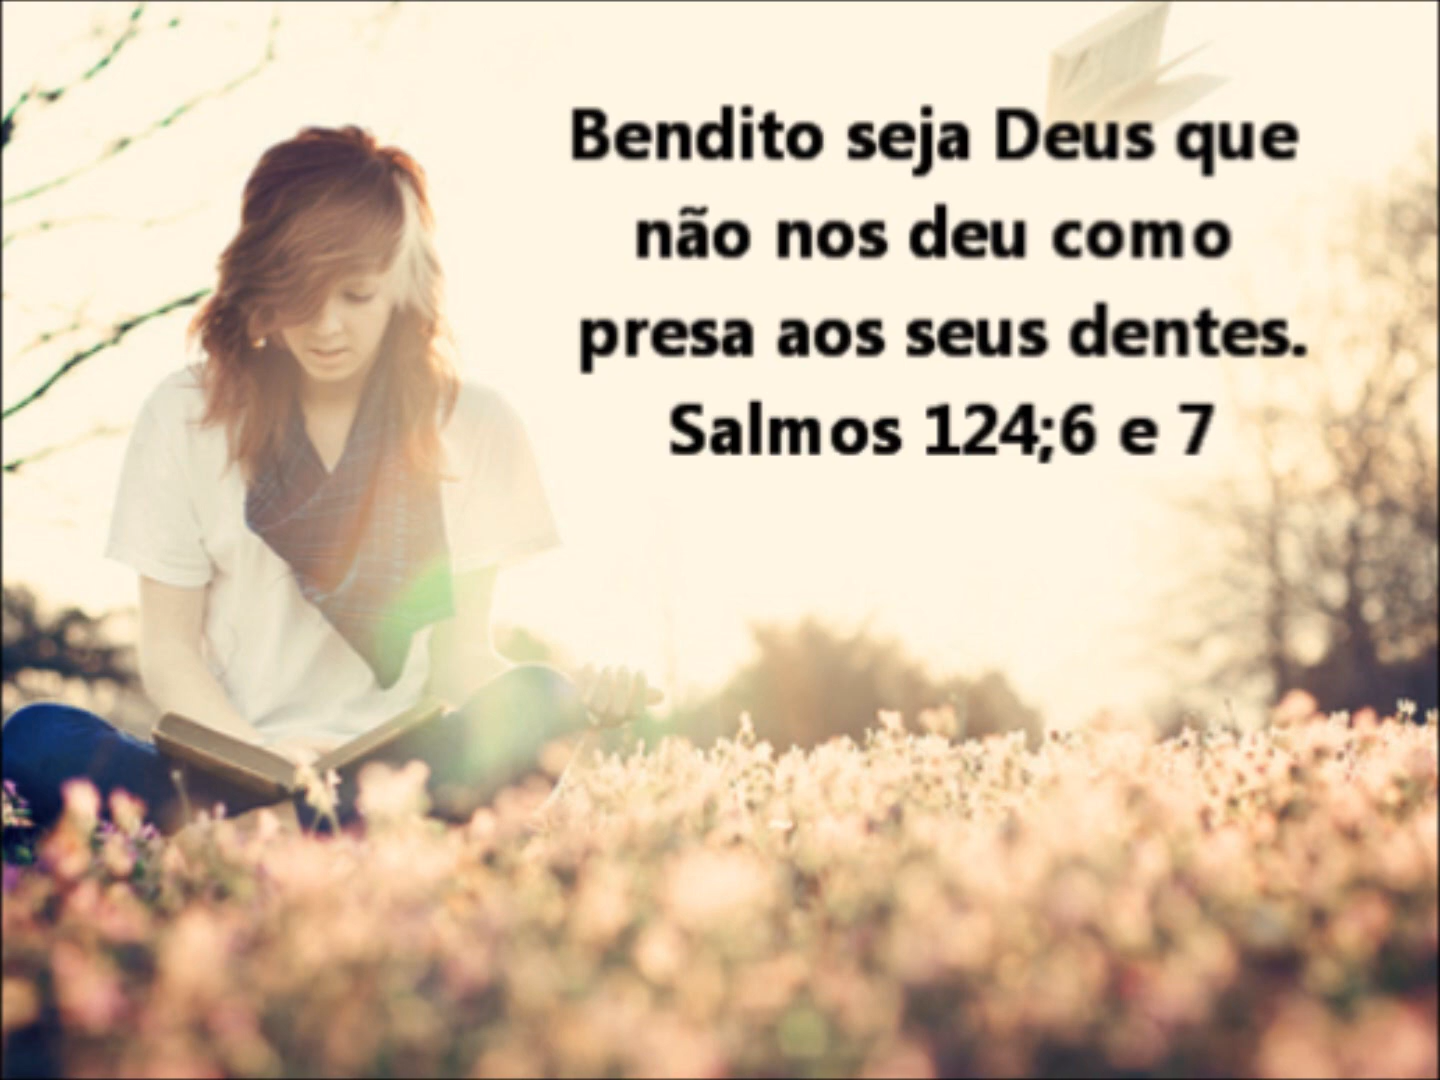 Bendito seja Deus que
não nos deu como
presa aos seus dentes.
Salmos 124;6 e 7